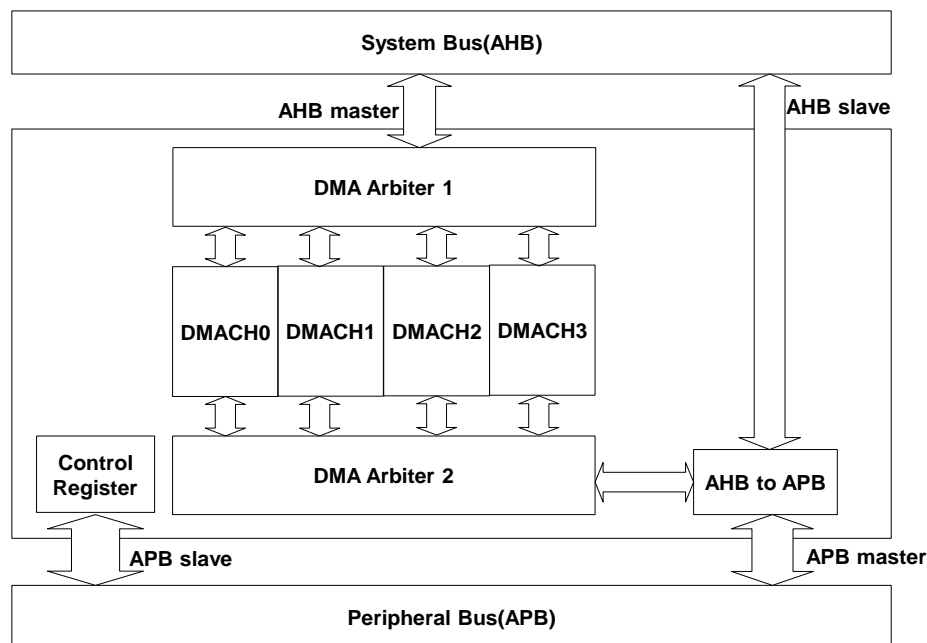 System Bus(AHB)
AHB master
AHB slave
DMA Arbiter 1
DMACH0
DMACH1
DMACH2
DMACH3
Control
Register
DMA Arbiter 2
AHB to APB
APB slave
APB master
Peripheral Bus(APB)